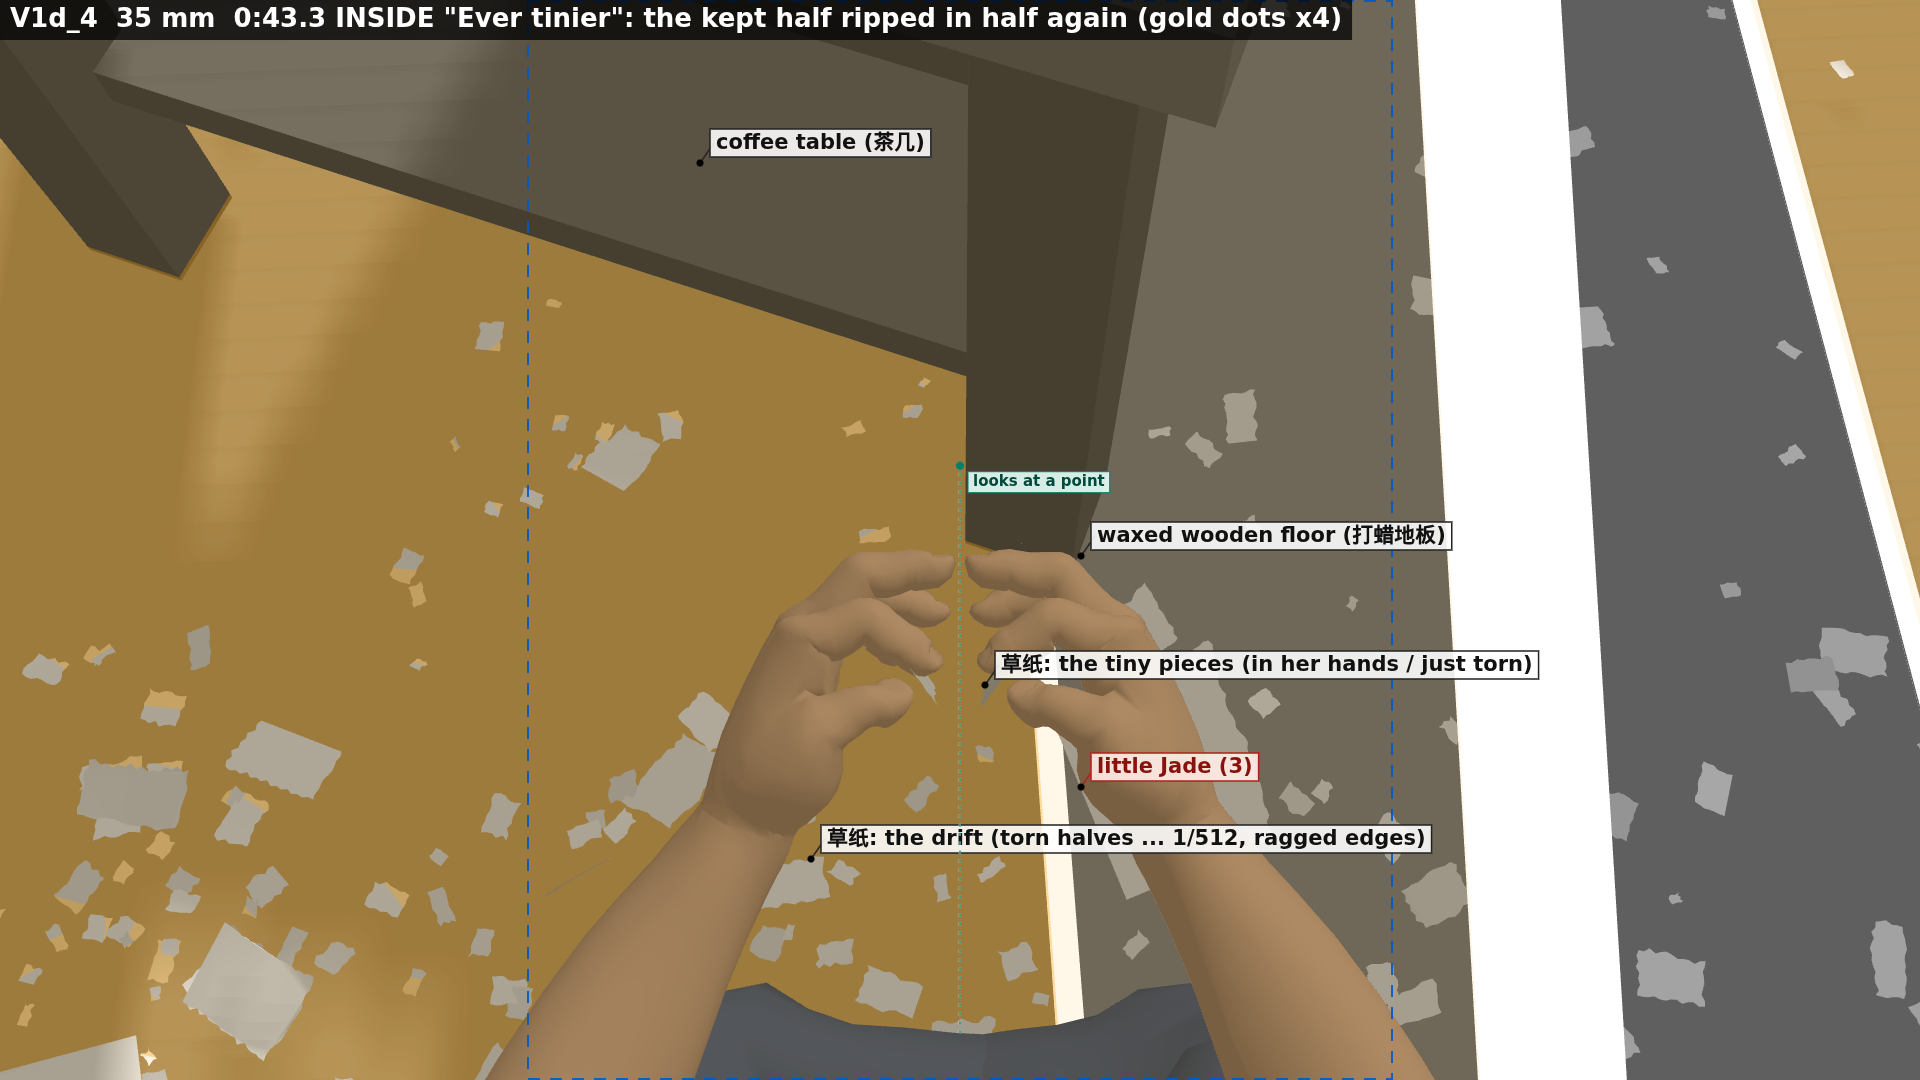 V1d_4 35 mm 0:43.3 INSIDE "Ever tinier": the kept half ripped in half again (gold dots x4)
coffee table (茶几)
looks at a point
waxed wooden floor (打蜡地板)
草纸: the tiny pieces (in her hands / just torn)
little Jade (3)
草纸: the drift (torn halves ... 1/512, ragged edges)